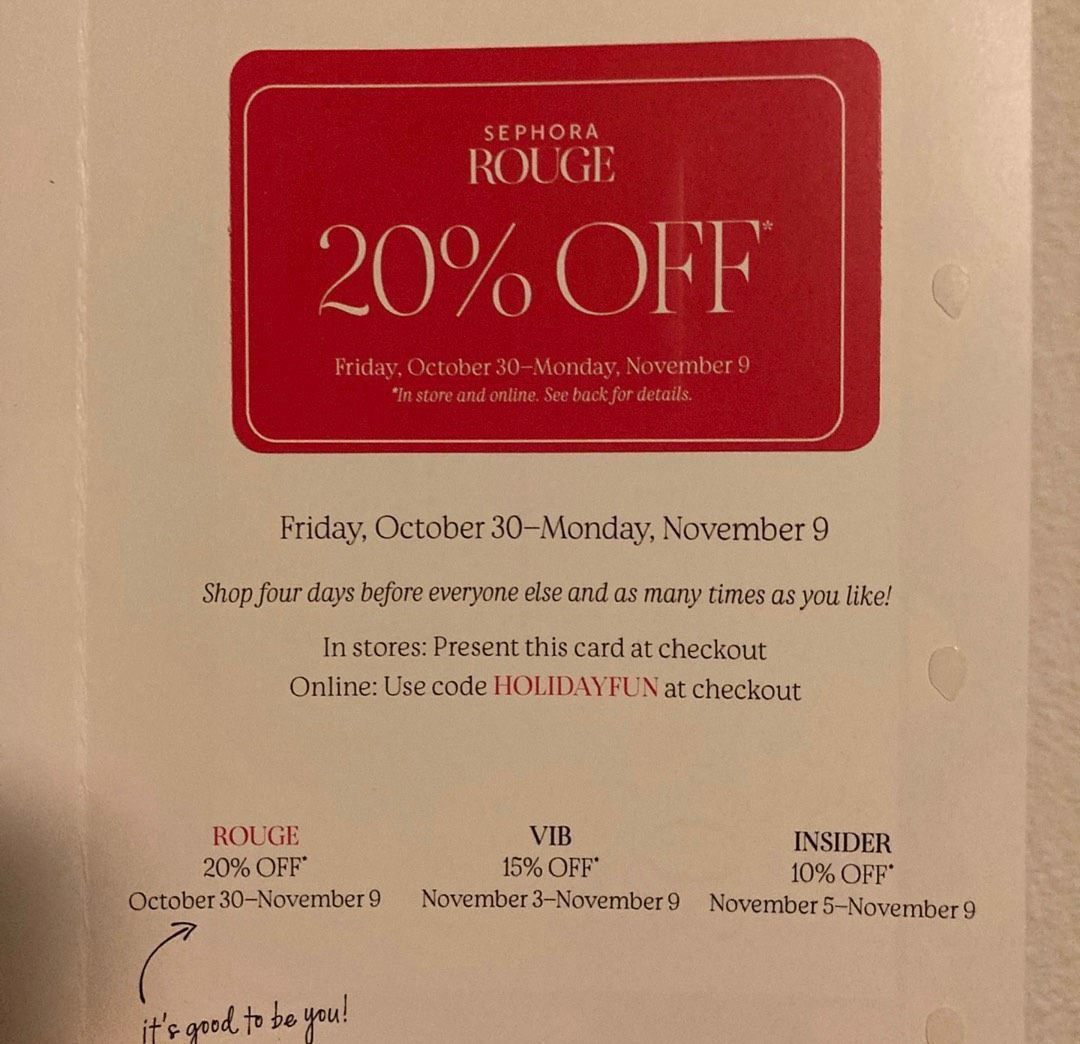 SEPHORA
ROUGE
20% OFF*
Friday, October 30–Monday, November 9
*In store and online. See back for details.
Friday, October 30–Monday, November 9
Shop four days before everyone else and as many times as you like!
In stores: Present this card at checkout
Online: Use code HOLIDAYFUN at checkout
ROUGE
20% OFF*
October 30–November 9
VIB
15% OFF*
November 3–November 9
INSIDER
10% OFF*
November 5–November 9
it's good to be you!